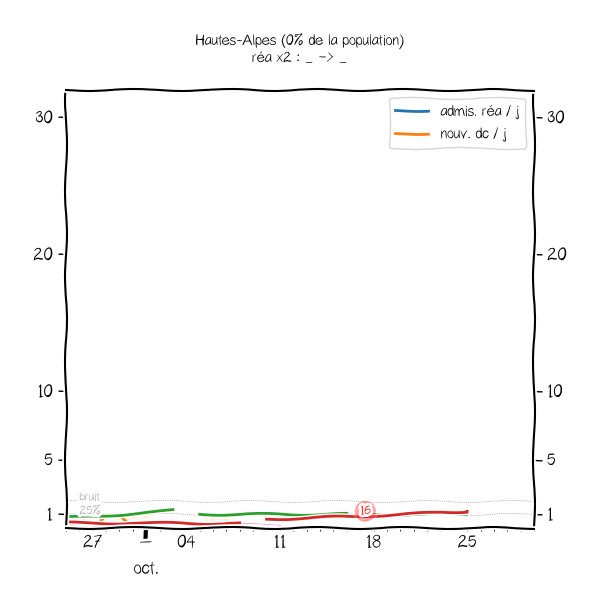 Hautes-Alpes (0% de la population)
réa x2 : _ -> _
admis. réa / j
nouv. dc / j
30
30
20
20
10
10
5
5
bruit
25%
16
1
1
27
04
11
18
25
oct.